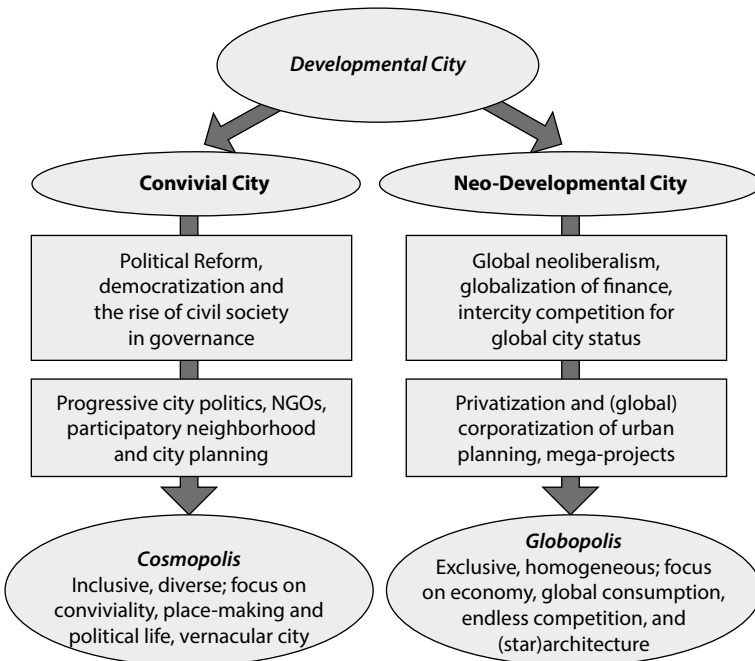 Developmental City
Convivial City
Political Reform,
democratization and
the rise of civil society
in governance
Progressive city politics, NGOs,
participatory neighborhood
and city planning
Cosmopolis
Inclusive, diverse; focus on
conviviality, place-making and
political life, vernacular city
Neo-Developmental City
Global neoliberalism,
globalization of finance,
intercity competition for
global city status
Privatization and (global)
corporatization of urban
planning, mega-projects
Globopolis
Exclusive, homogeneous; focus
on economy, global consumption,
endless competition, and
(star)architecture